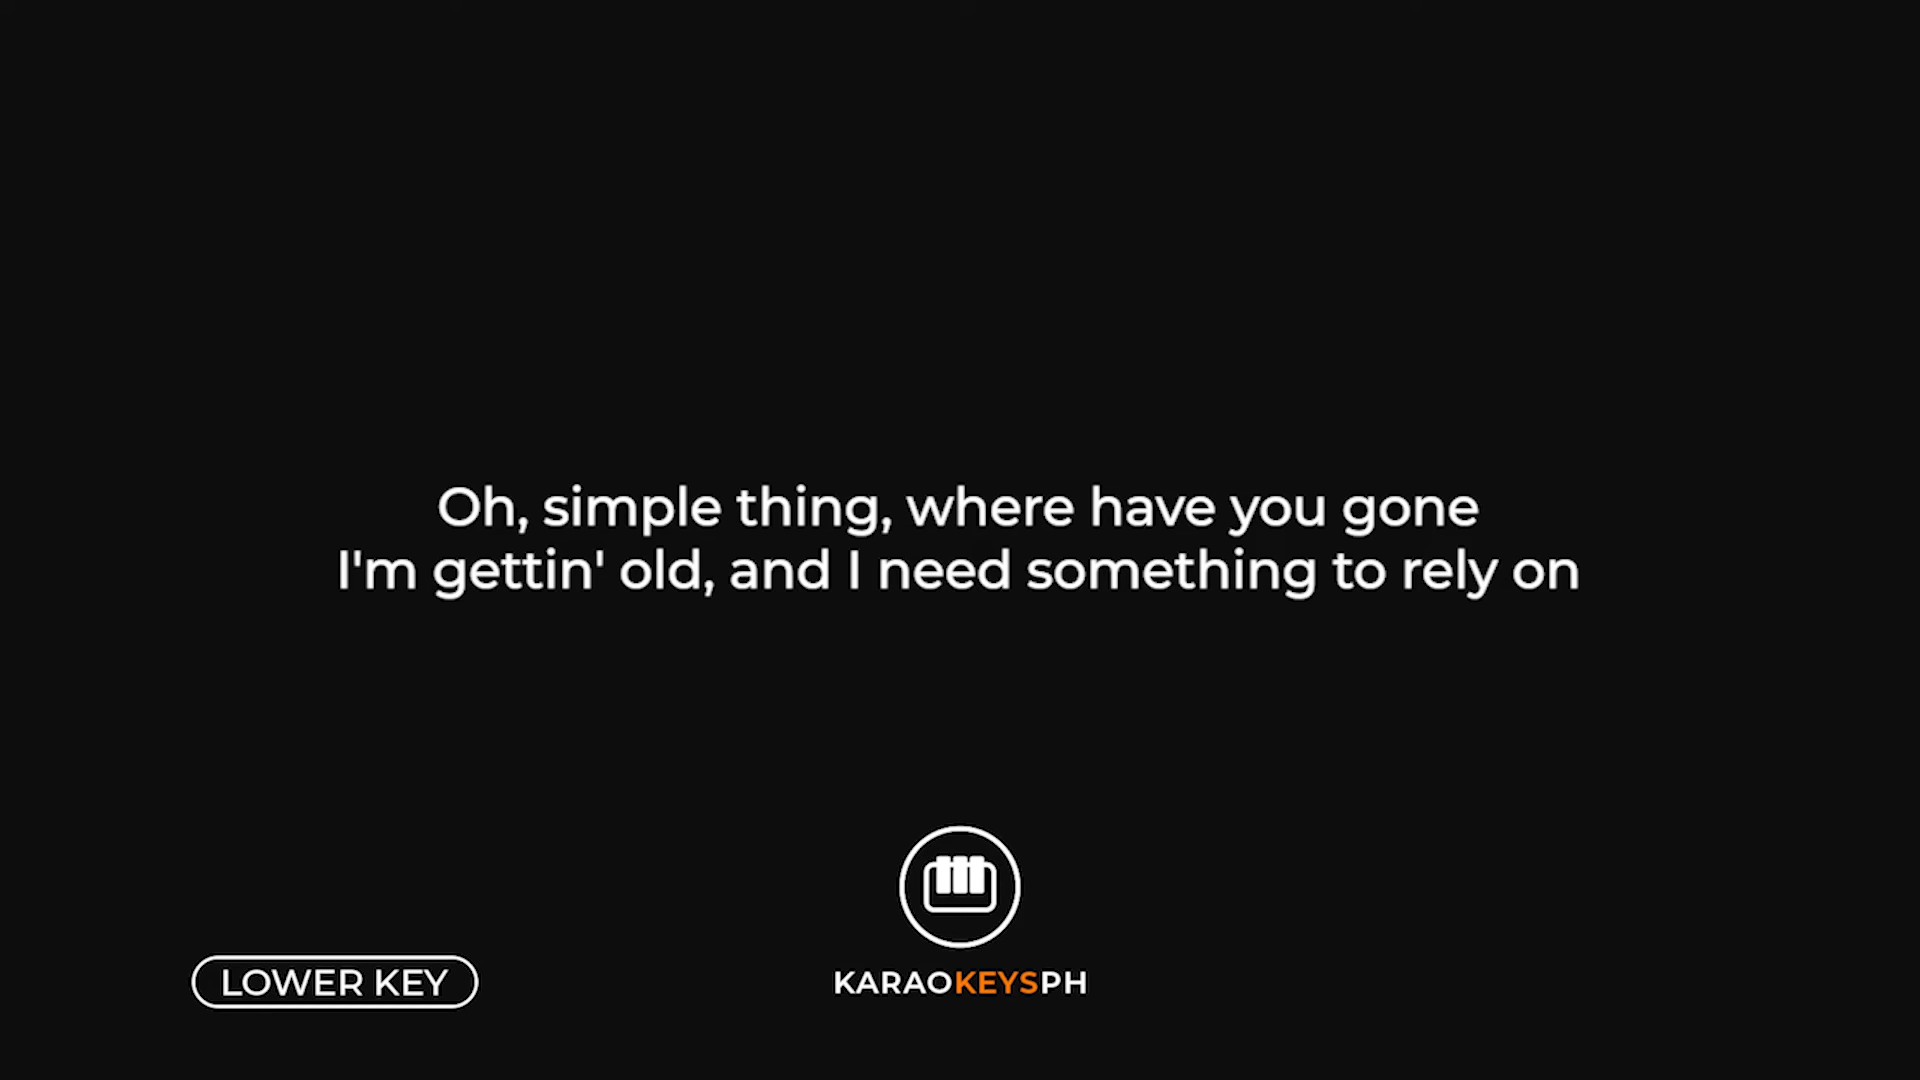 Oh, simple thing, where have you gone
I'm gettin' old, and I need something to rely on
LOWER KEY
KARAOKEYSPH